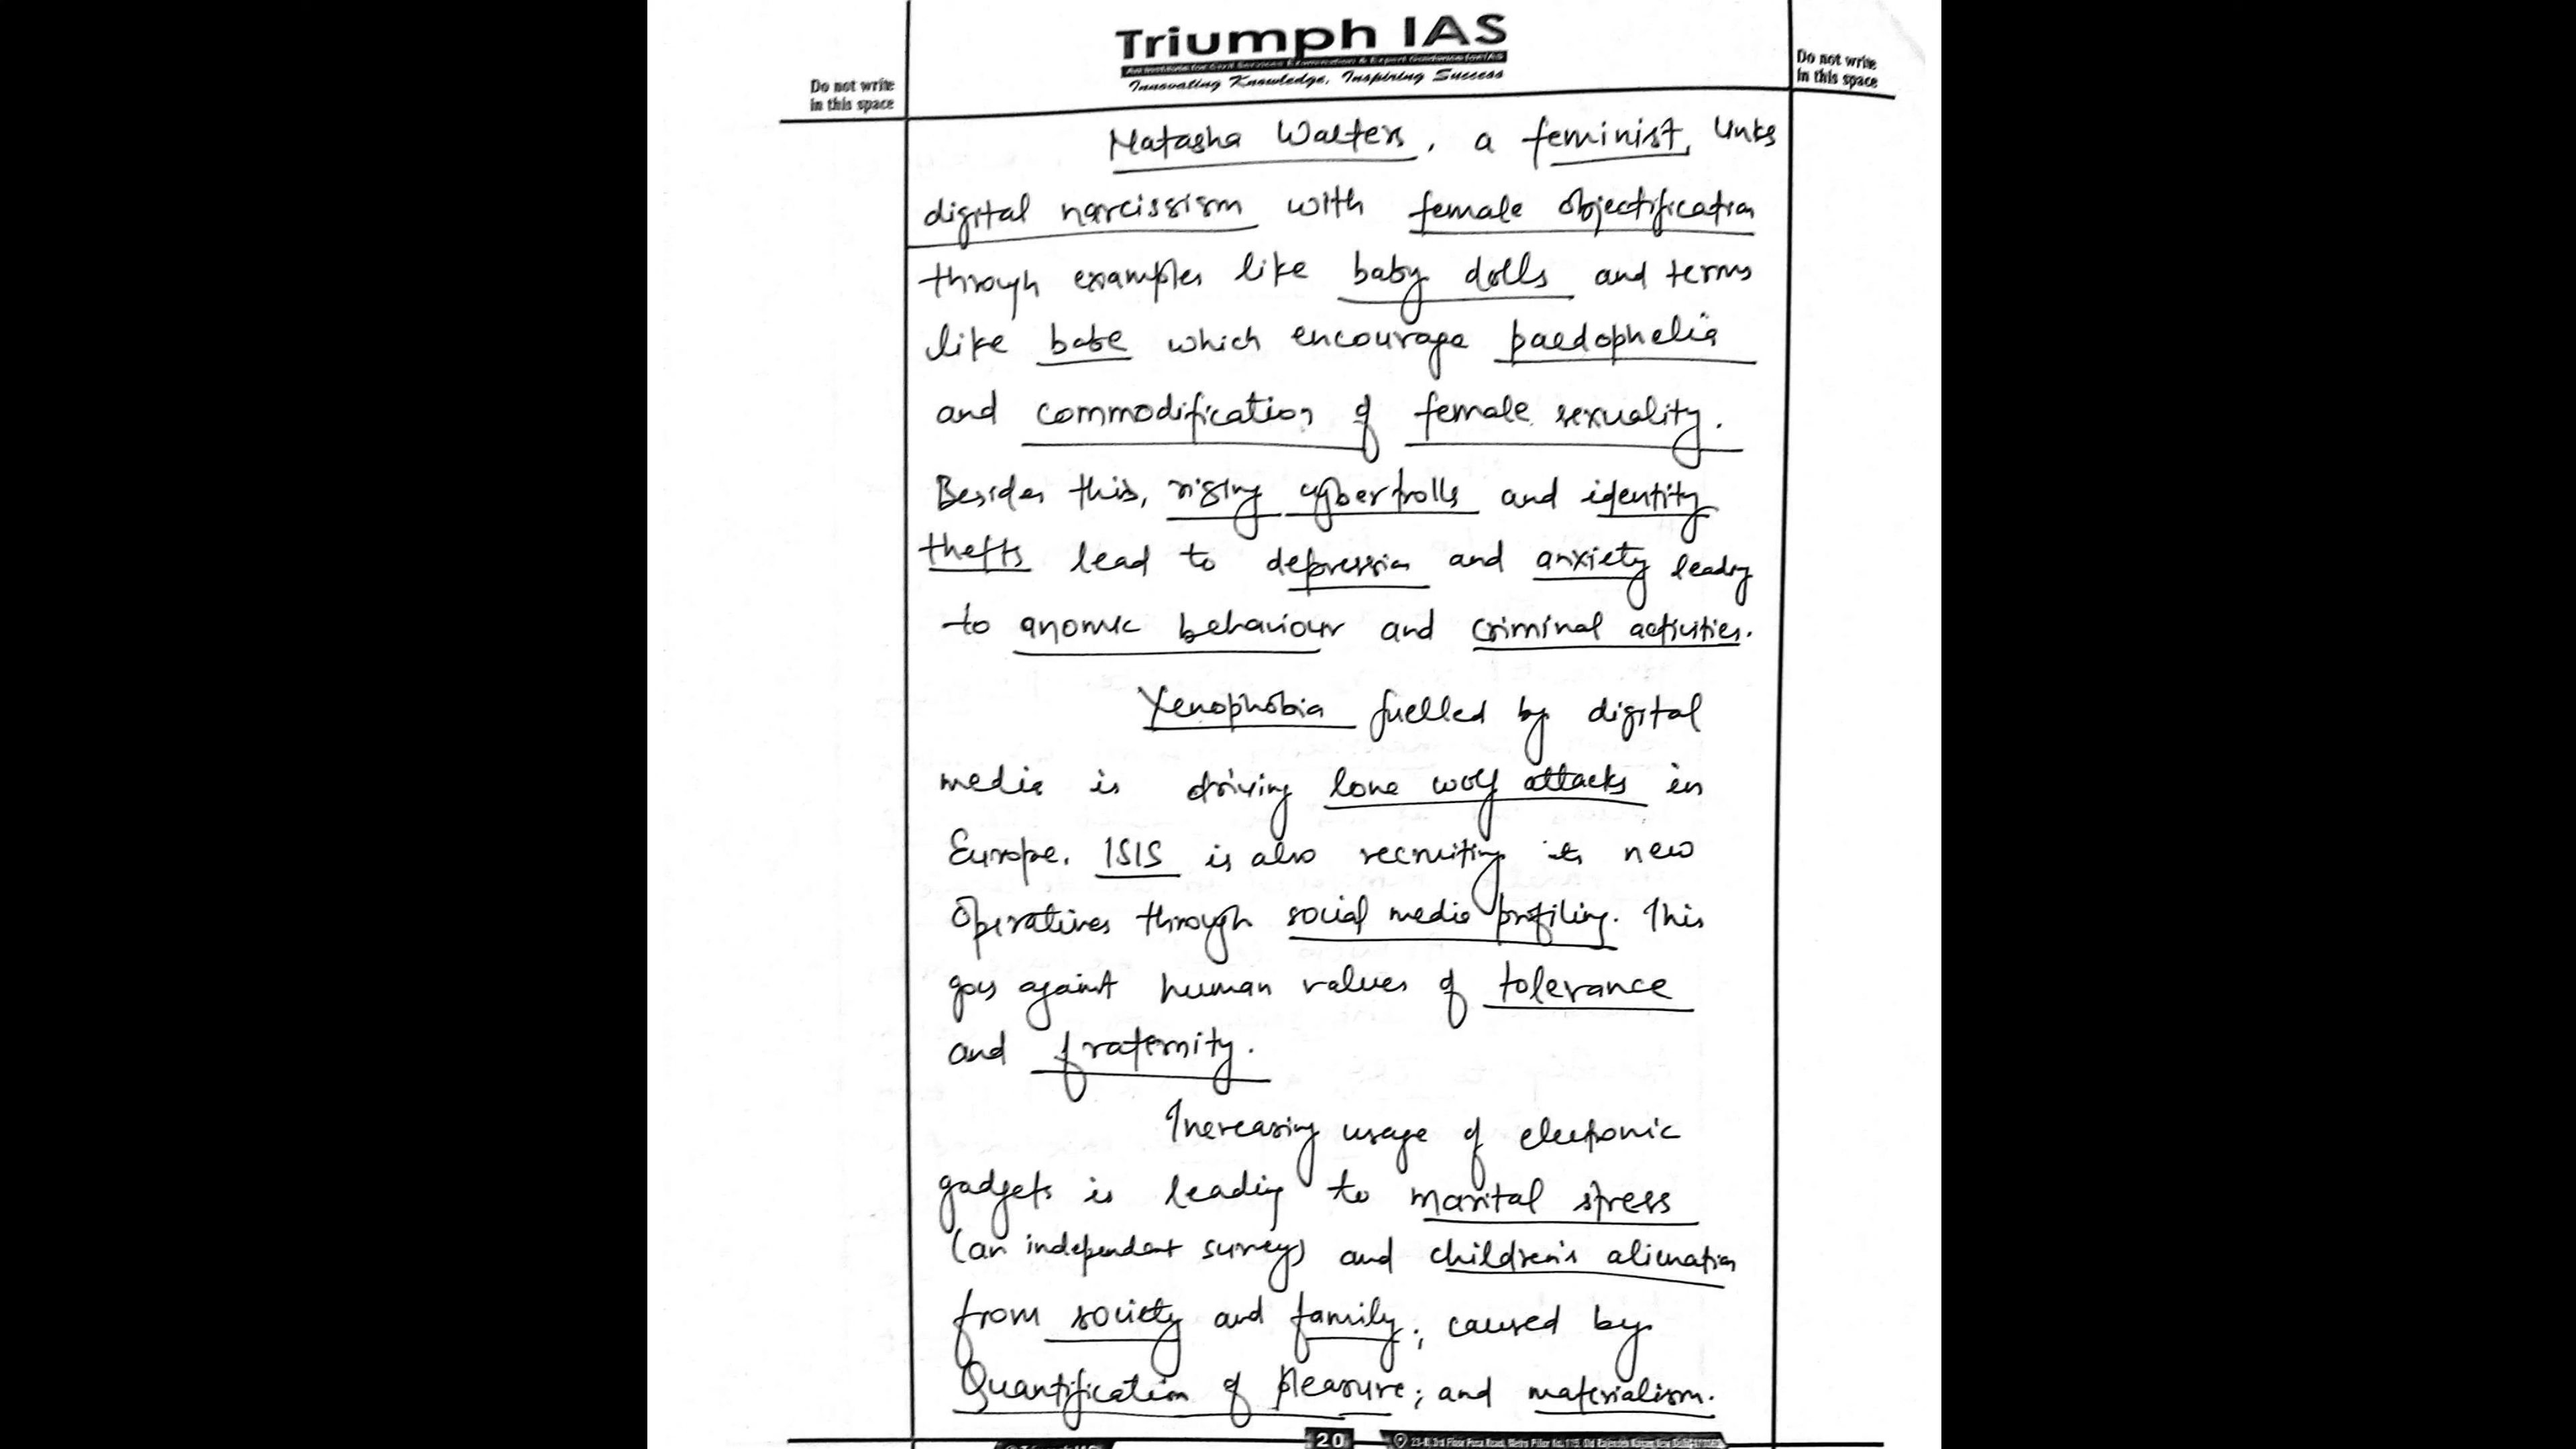 Triumph IAS
Innovating Knowledge, Inspiring Success
Do not write
in this space
Do not write
in this space
Natasha Walters, a feminist, links
digital narcissism with female objectification
through examples like baby dolls and terms
like babe which encourage paedophelia
and commodification of female sexuality.
Besides this, rising cybertrolls and identity
thefts lead to depression and anxiety leading
to anomic behaviour and criminal activities.
Xenophobia fuelled by digital
media is driving lone wolf attacks in
Europe. ISIS is also recruiting its new
operatives through social media profiling. This
goes against human values of tolerance
and fraternity.
Increasing usage of electronic
gadgets is leading to marital stress
(an independent survey) and children's alienation
from society and family; caused by
Quantification of pleasure; and materialism.
20